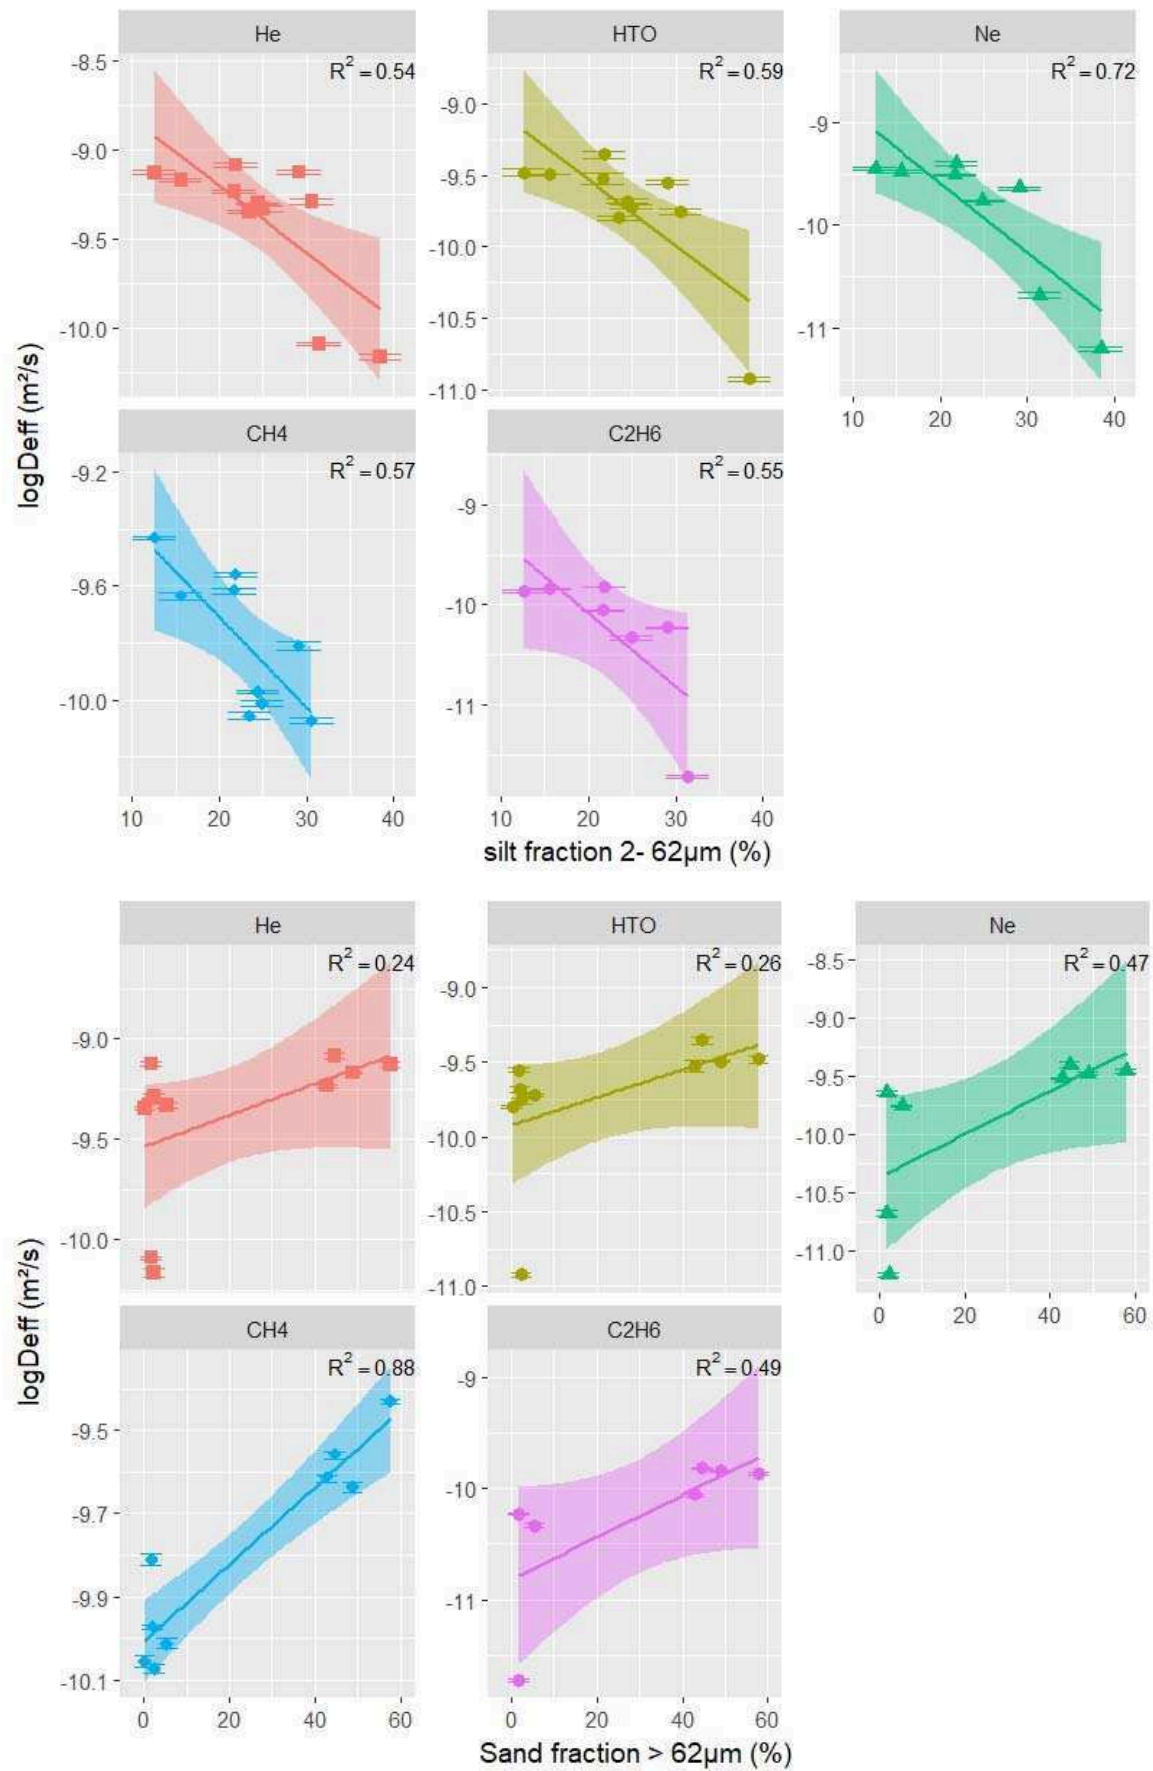 He
HTO
Ne
R² = 0.54
R² = 0.59
R² = 0.72
-8.5
-9.0
-9.5
-10.0
-9.0
-9.5
-10.0
-10.5
-11.0
-9
-10
-11
10 20 30 40
logDeff (m²/s)
CH4
C2H6
R² = 0.57
R² = 0.55
-9.2
-9.6
-10.0
-9
-10
-11
10 20 30 40
10 20 30 40
silt fraction 2- 62µm (%)
He
HTO
Ne
R² = 0.24
R² = 0.26
R² = 0.47
-9.0
-9.5
-10.0
-9.0
-9.5
-10.0
-10.5
-11.0
-8.5
-9.0
-9.5
-10.0
-10.5
-11.0
0 20 40 60
logDeff (m²/s)
CH4
C2H6
R² = 0.88
R² = 0.49
-9.5
-9.7
-9.9
-10.1
-9
-10
-11
0 20 40 60
0 20 40 60
Sand fraction > 62µm (%)